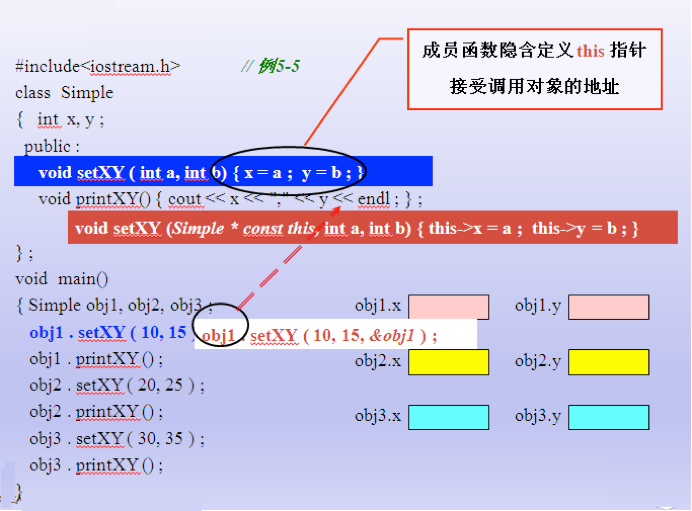 成员函数隐含定义 this 指针
接受调用对象的地址
#include<iostream.h> // 例5-5
class Simple
{ int x, y ;
public :
void setXY ( int a, int b) { x = a ; y = b ; }
void printXY() { cout << x << "," << y << endl ; } ;
void setXY (Simple * const this, int a, int b) { this->x = a ; this->y = b ; }
} ;
void main()
{ Simple obj1, obj2, obj3 ;
obj1 . setXY ( 10, 15
obj1 . setXY ( 10, 15, &obj1 ) ;
obj1 . printXY () ;
obj2 . setXY ( 20, 25 ) ;
obj2 . printXY () ;
obj3 . setXY ( 30, 35 ) ;
obj3 . printXY () ;
}
obj1.x obj1.y
obj2.x obj2.y
obj3.x obj3.y